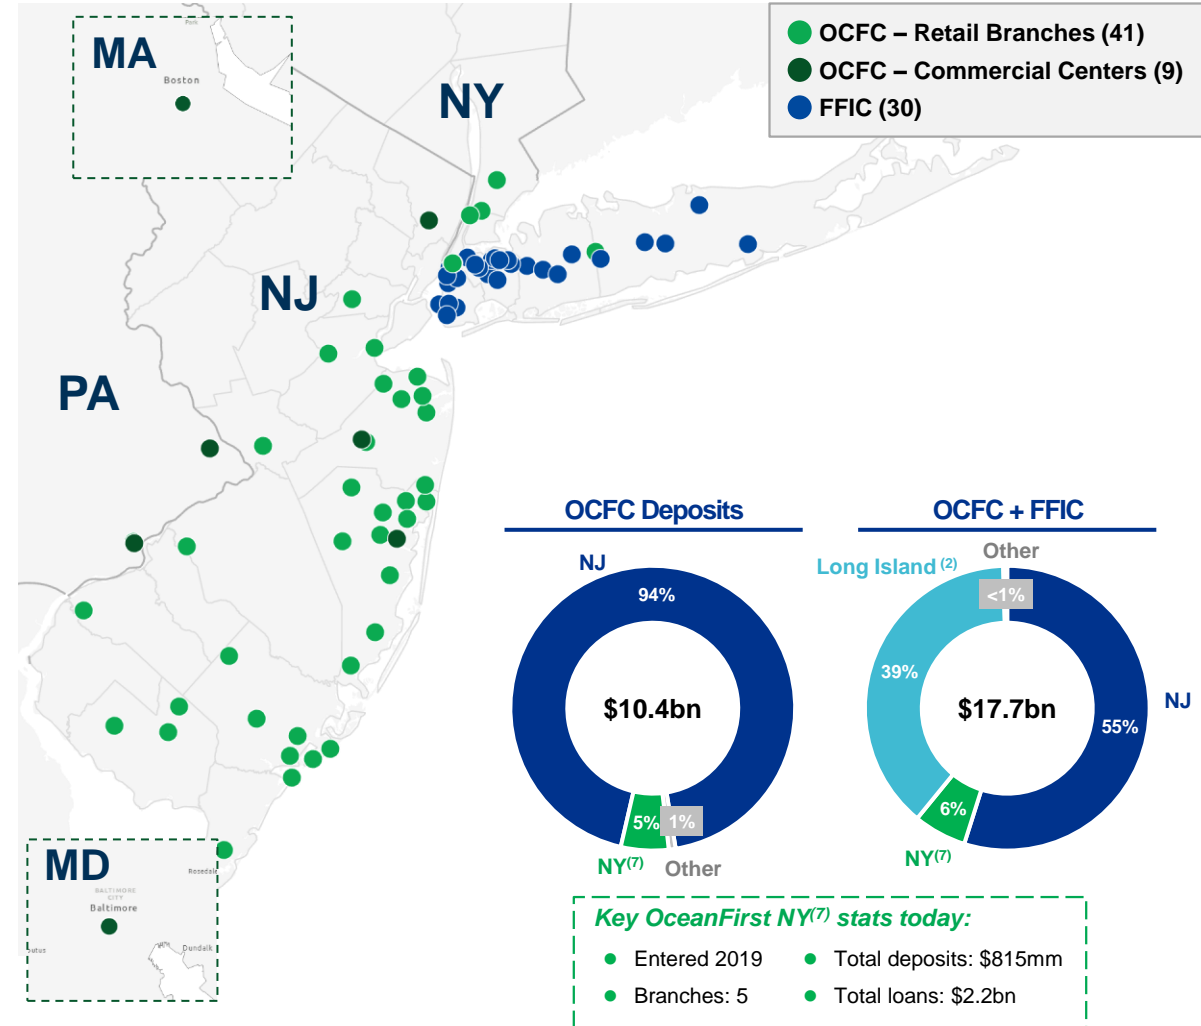 MA
Boston
NY
OCFC – Retail Branches (41)
OCFC – Commercial Centers (9)
FFIC (30)
NJ
PA
OCFC Deposits
NJ
94%
$10.4bn
5%
1%
NY(7)
Other
OCFC + FFIC
Other
Long Island (2)
<1%
39%
$17.7bn
NJ
55%
6%
NY(7)
MD
Rosedale
BALTIMORE
CITY
Baltimore
Dundalk
Key OceanFirst NY(7) stats today:
Entered 2019
Total deposits: $815mm
Branches: 5
Total loans: $2.2bn